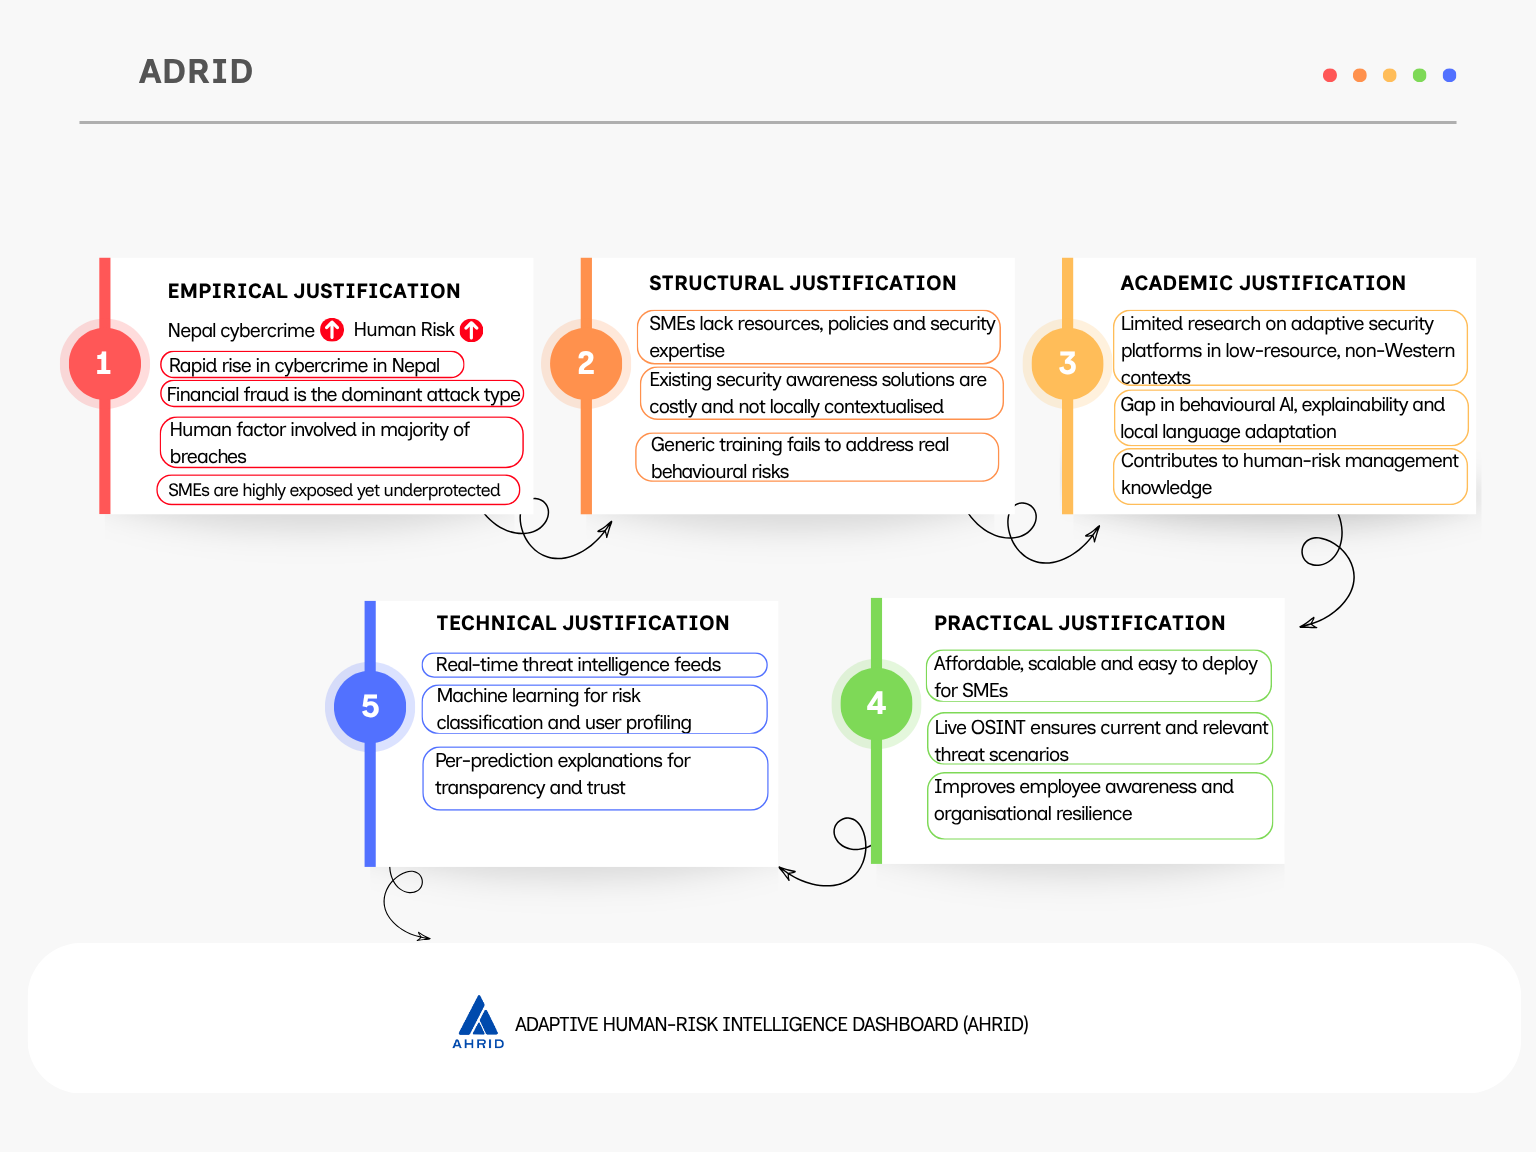 ADRID
1
EMPIRICAL JUSTIFICATION
Nepal cybercrime Human Risk
Rapid rise in cybercrime in Nepal
Financial fraud is the dominant attack type
Human factor involved in majority of
breaches
SMEs are highly exposed yet underprotected
2
STRUCTURAL JUSTIFICATION
SMEs lack resources, policies and security
expertise
Existing security awareness solutions are
costly and not locally contextualised
Generic training fails to address real
behavioural risks
3
ACADEMIC JUSTIFICATION
Limited research on adaptive security
platforms in low-resource, non-Western
contexts
Gap in behavioural AI, explainability and
local language adaptation
Contributes to human-risk management
knowledge
4
PRACTICAL JUSTIFICATION
Affordable, scalable and easy to deploy
for SMEs
Live OSINT ensures current and relevant
threat scenarios
Improves employee awareness and
organisational resilience
5
TECHNICAL JUSTIFICATION
Real-time threat intelligence feeds
Machine learning for risk
classification and user profiling
Per-prediction explanations for
transparency and trust
AHRID
ADAPTIVE HUMAN-RISK INTELLIGENCE DASHBOARD (AHRID)